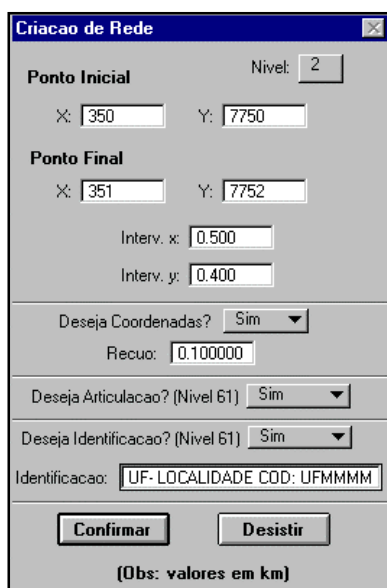 Criacao de Rede
Nivel: 2
Ponto Inicial
X: 350 Y: 7750
Ponto Final
X: 351 Y: 7752
Interv. x: 0.500
Interv. y: 0.400
Deseja Coordenadas? Sim
Recuo: 0.100000
Deseja Articulacao? (Nivel 61) Sim
Deseja Identificacao? (Nivel 61) Sim
Identificacao: UF- LOCALIDADE COD: UFMMMM
Confirmar Desistir
(Obs: valores em km)